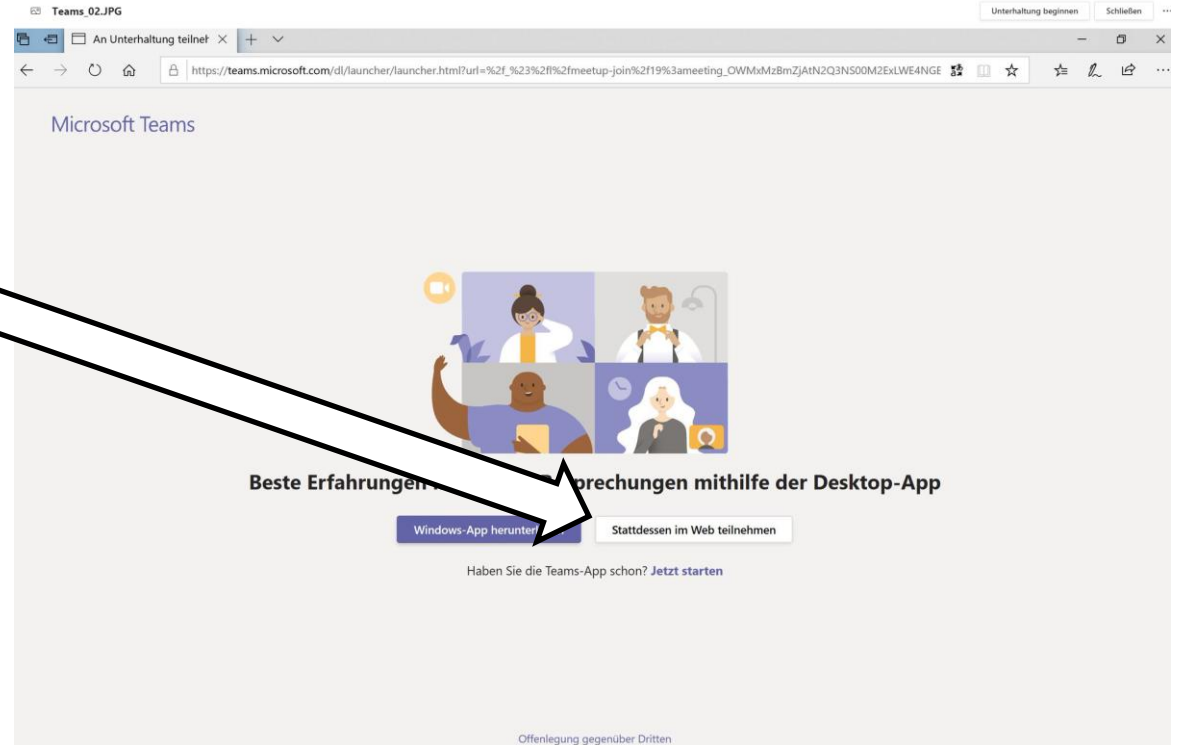 Teams_02.JPG
Unterhaltung beginnen
Schließen
An Unterhaltung teilneh
https://teams.microsoft.com/dl/launcher/launcher.html?url=%2f_%23%2fl%2fmeetup-join%2f19%3ameeting_OWMxMzBmZjAtN2Q3NS00M2ExLWE4NGE
Microsoft Teams
Beste Erfahrungen mithilfe der Desktop-App
Windows-App
Stattdessen im Web teilnehmen
Haben Sie die Teams-App schon? Jetzt starten
Offenlegung gegenüber Dritten